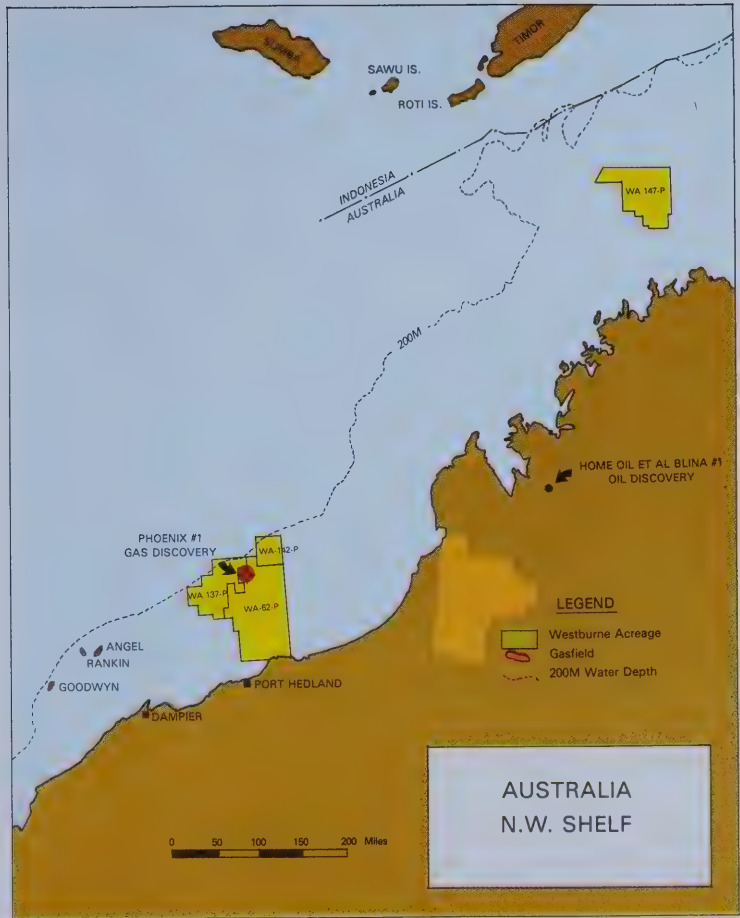 SUMBA
TIMOR
SAWU IS.
ROTI IS.
INDONESIA
AUSTRALIA
WA 147-P
200M
HOME OIL ET AL BLINA #1
OIL DISCOVERY
PHOENIX #1
GAS DISCOVERY
WA-142-P
WA 137-P
WA-62-P
ANGEL
RANKIN
GOODWYN
PORT HEDLAND
DAMPIER
LEGEND
Westburne Acreage
Gasfield
200M Water Depth
0 50 100 150 200 Miles
AUSTRALIA
N.W. SHELF